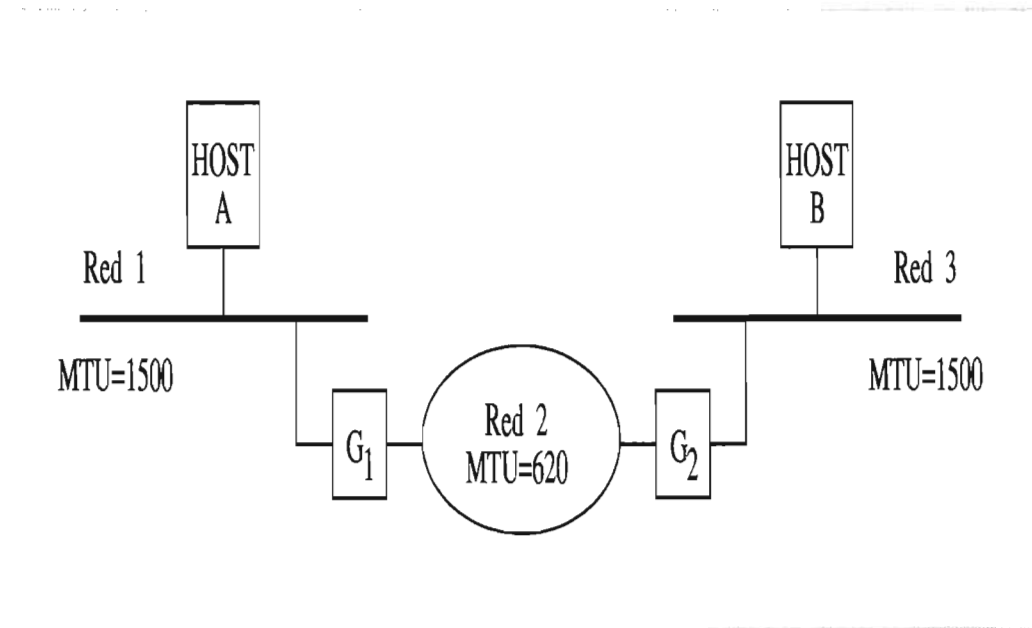 HOST
A
HOST
B
Red 1
Red 3
MTU=1500
MTU=1500
Red 2
MTU=620
G1
G2